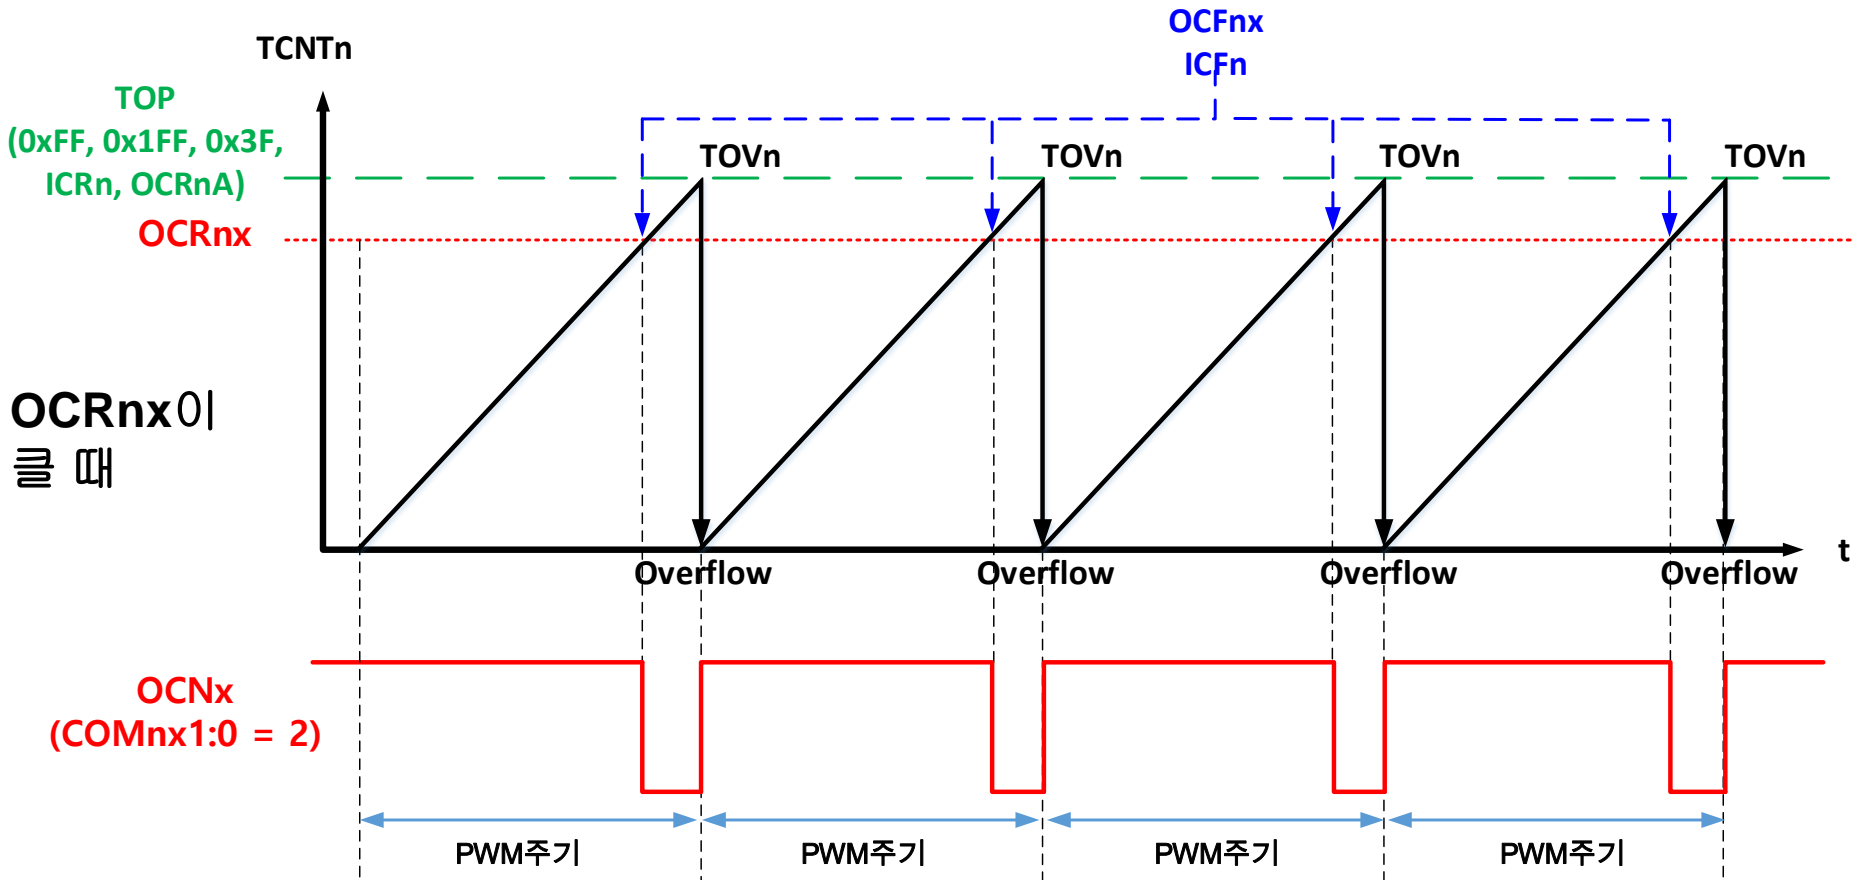 OCFnx
ICFn
TCNTn
TOP
(0xFF, 0x1FF, 0x3F,
ICRn, OCRnA)
TOVn
TOVn
TOVn
TOVn
OCRnx
OCRnx이
클 때
t
Overflow
Overflow
Overflow
Overflow
OCNx
(COMnx1:0 = 2)
PWM주기
PWM주기
PWM주기
PWM주기